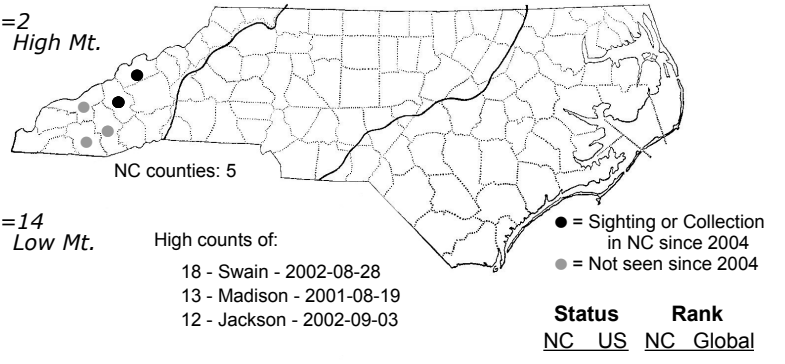 =2
High Mt.
NC counties: 5
=14
Low Mt.
High counts of:
18 - Swain - 2002-08-28
13 - Madison - 2001-08-19
12 - Jackson - 2002-09-03
● = Sighting or Collection
in NC since 2004
● = Not seen since 2004
Status Rank
NC US NC Global